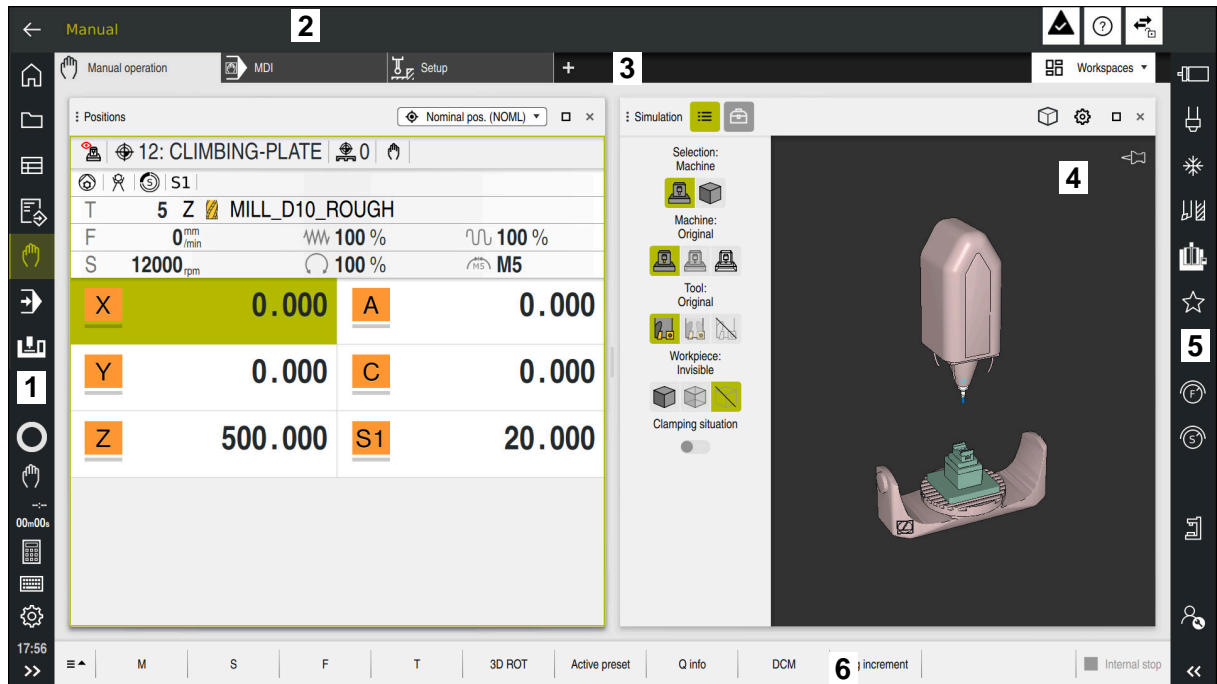 Manual
2
Manual operation
MDI
Setup
+
3
Workspaces
Positions
Nominal pos. (NOML)
12: CLIMBING-PLATE
0
S
S1
T 5 Z MILL_D10_ROUGH
F 0 mm/min 100 % 100 %
S 12000 rpm 100 % M5 M5
X 0.000 A 0.000
Y 0.000 C 0.000
Z 500.000 S1 20.000
Simulation
Selection:
Machine
Machine:
Original
Tool:
Original
Workpiece:
Invisible
Clamping situation
4
5
F
S
1
--:--
00m00s
17:56
M
S
F
T
3D ROT
Active preset
Q info
DCM
6
increment
Internal stop